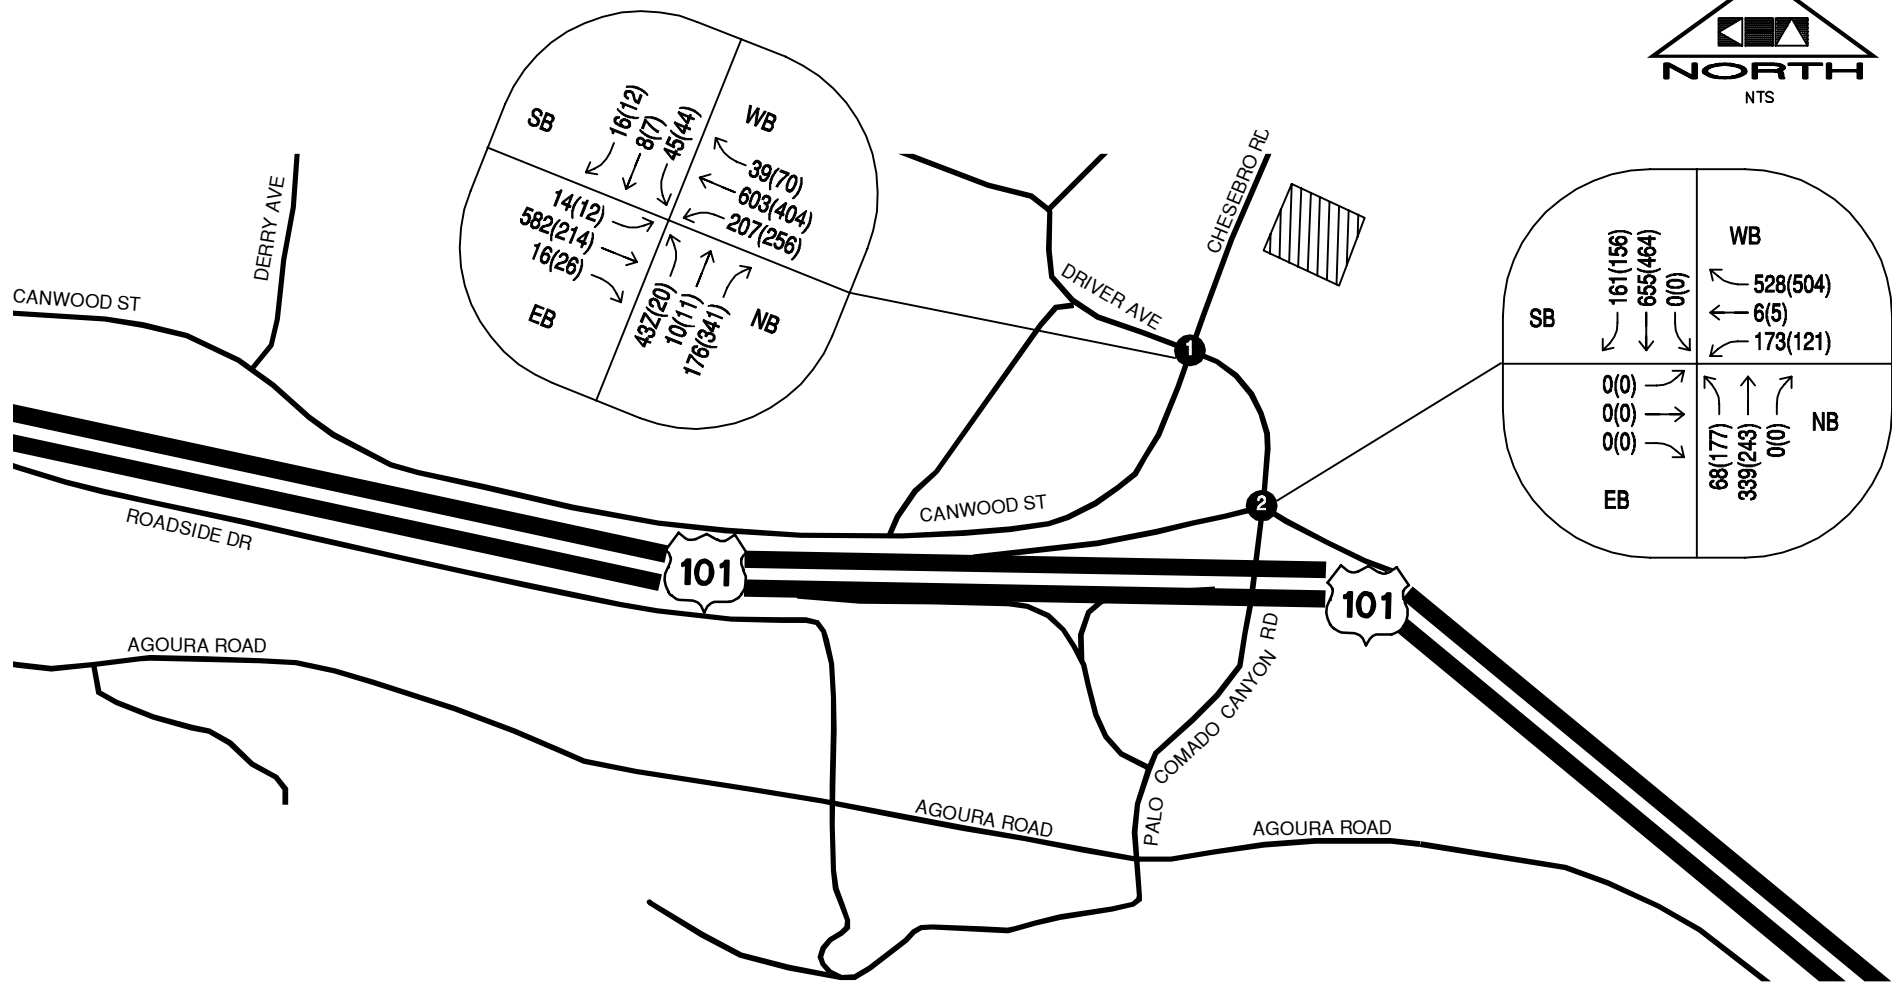 NORTH
NTS
SB
16(12)
8(7)
45(44)
WB
39(70)
603(404)
207(256)
14(12)
582(214)
16(26)
EB
43Z(20)
10(11)
176(341)
NB
DERRY AVE
CANWOOD ST
CHESEBRO RD
DRIVER AVE
1
SB
161(156)
655(464)
0(0)
WB
528(504)
6(5)
173(121)
0(0)
0(0)
0(0)
EB
68(177)
339(243)
0(0)
NB
2
CANWOOD ST
ROADSIDE DR
101
101
AGOURA ROAD
PALO COMADO CANYON RD
AGOURA ROAD
AGOURA ROAD